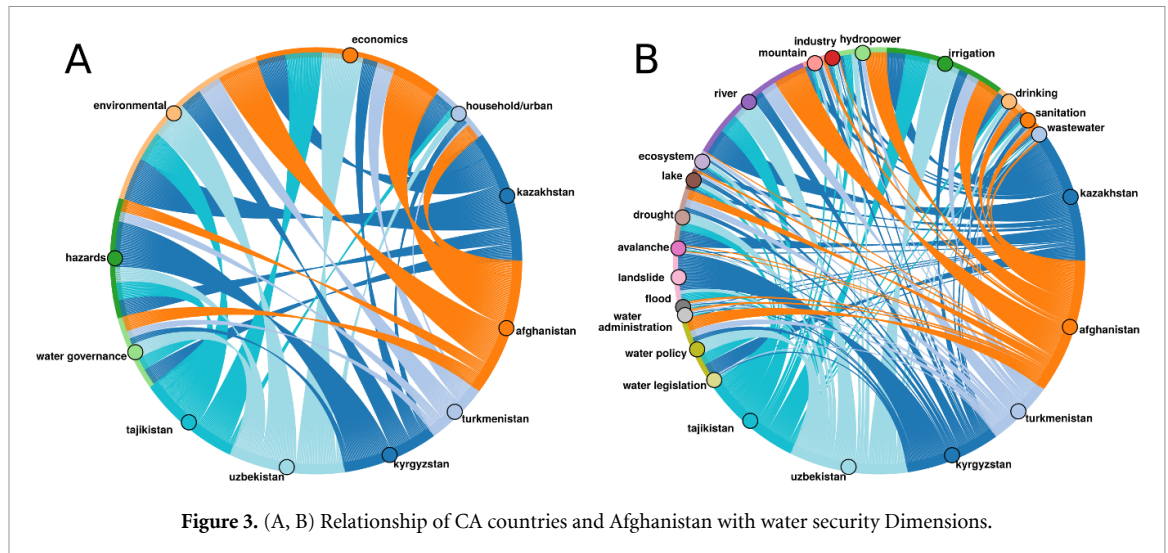 A
economics
environmental
household/urban
kazakhstan
hazards
afghanistan
water governance
turkmenistan
tajikistan
kyrgyzstan
uzbekistan
B
industry
hydropower
mountain
irrigation
river
drinking
sanitation
wastewater
ecosystem
lake
kazakhstan
drought
avalanche
landslide
flood
water
administration
afghanistan
water policy
water legislation
turkmenistan
tajikistan
kyrgyzstan
uzbekistan
Figure 3. (A, B) Relationship of CA countries and Afghanistan with water security Dimensions.